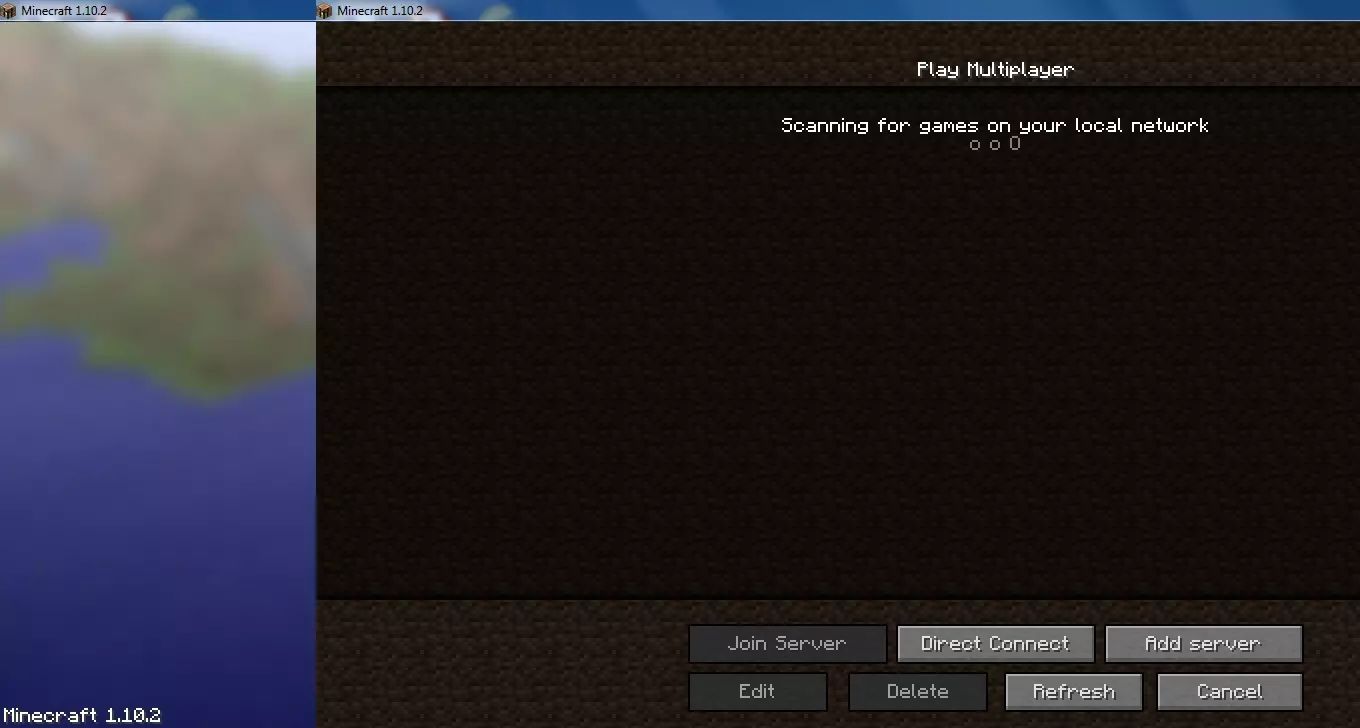 Minecraft 1.10.2
Minecraft 1.10.2
Play Multiplayer
Scanning for games on your local network
o o O
Join Server
Direct Connect
Add server
Edit
Delete
Refresh
Cancel
Minecraft 1.10.2